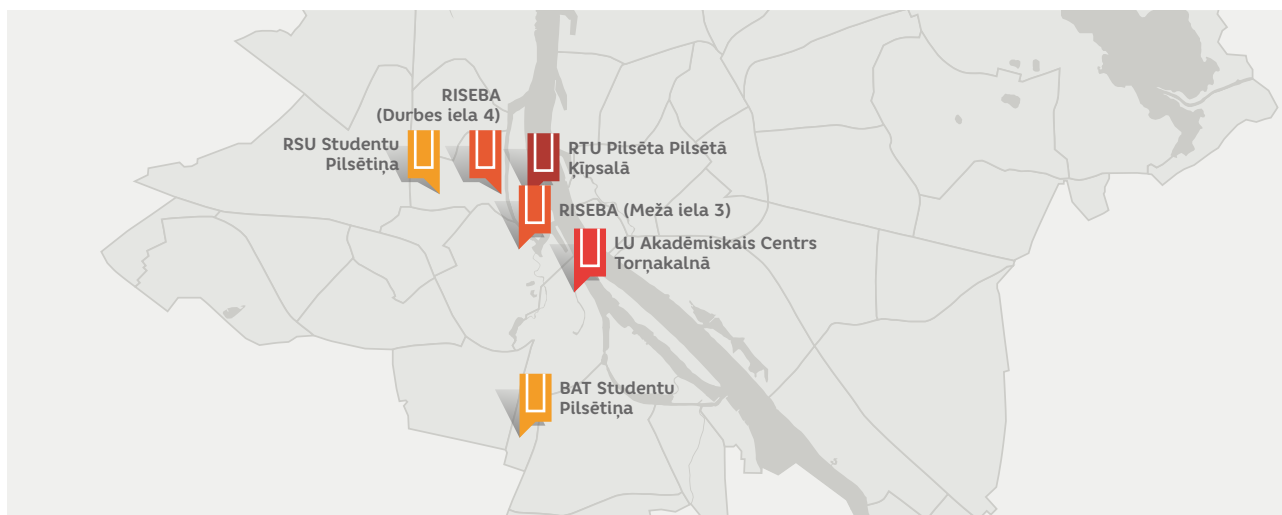 RISEBA
(Durbes iela 4)
RSU Studentu
Pilsētiņa
RTU Pilsēta Pilsētā
Ķīpsalā
RISEBA (Meža iela 3)
LU Akadēmiskais Centrs
Torņakalnā
BAT Studentu
Pilsētiņa